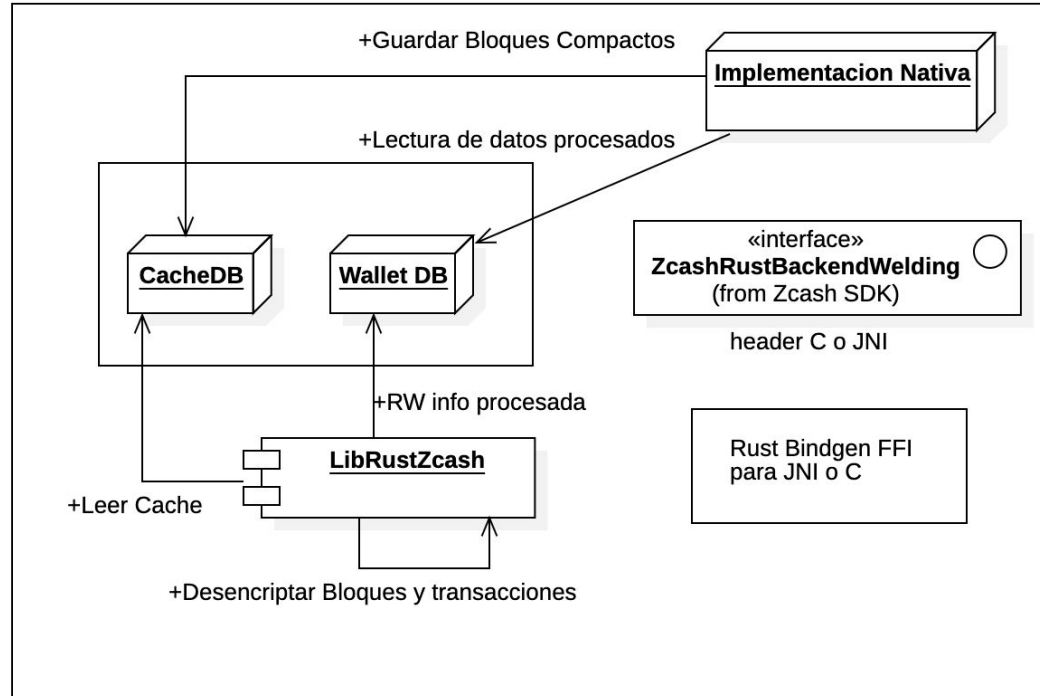 +Guardar Bloques Compactos
Implementacion Nativa
+Lectura de datos procesados
CacheDB
Wallet DB
«interface»
ZcashRustBackendWelding
(from Zcash SDK)
header C o JNI
+RW info procesada
LibRustZcash
Rust Bindgen FFI
para JNI o C
+Leer Cache
+Desencriptar Bloques y transacciones